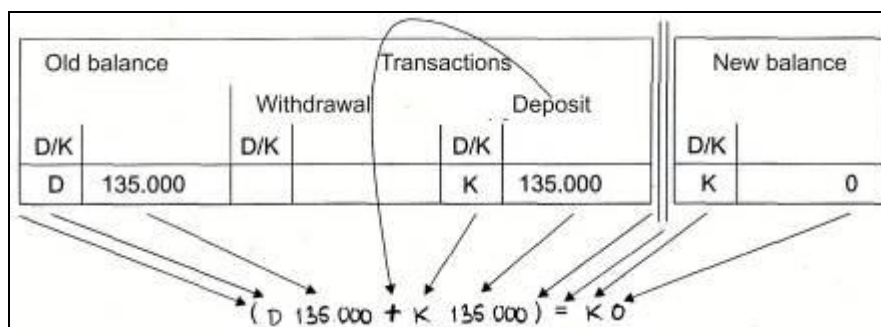 Old balance Transactions New balance
Withdrawal Deposit
D/K D/K D/K D/K
D 135.000 K 135.000 K 0
( D 135 000 + K 135 000 ) = K 0